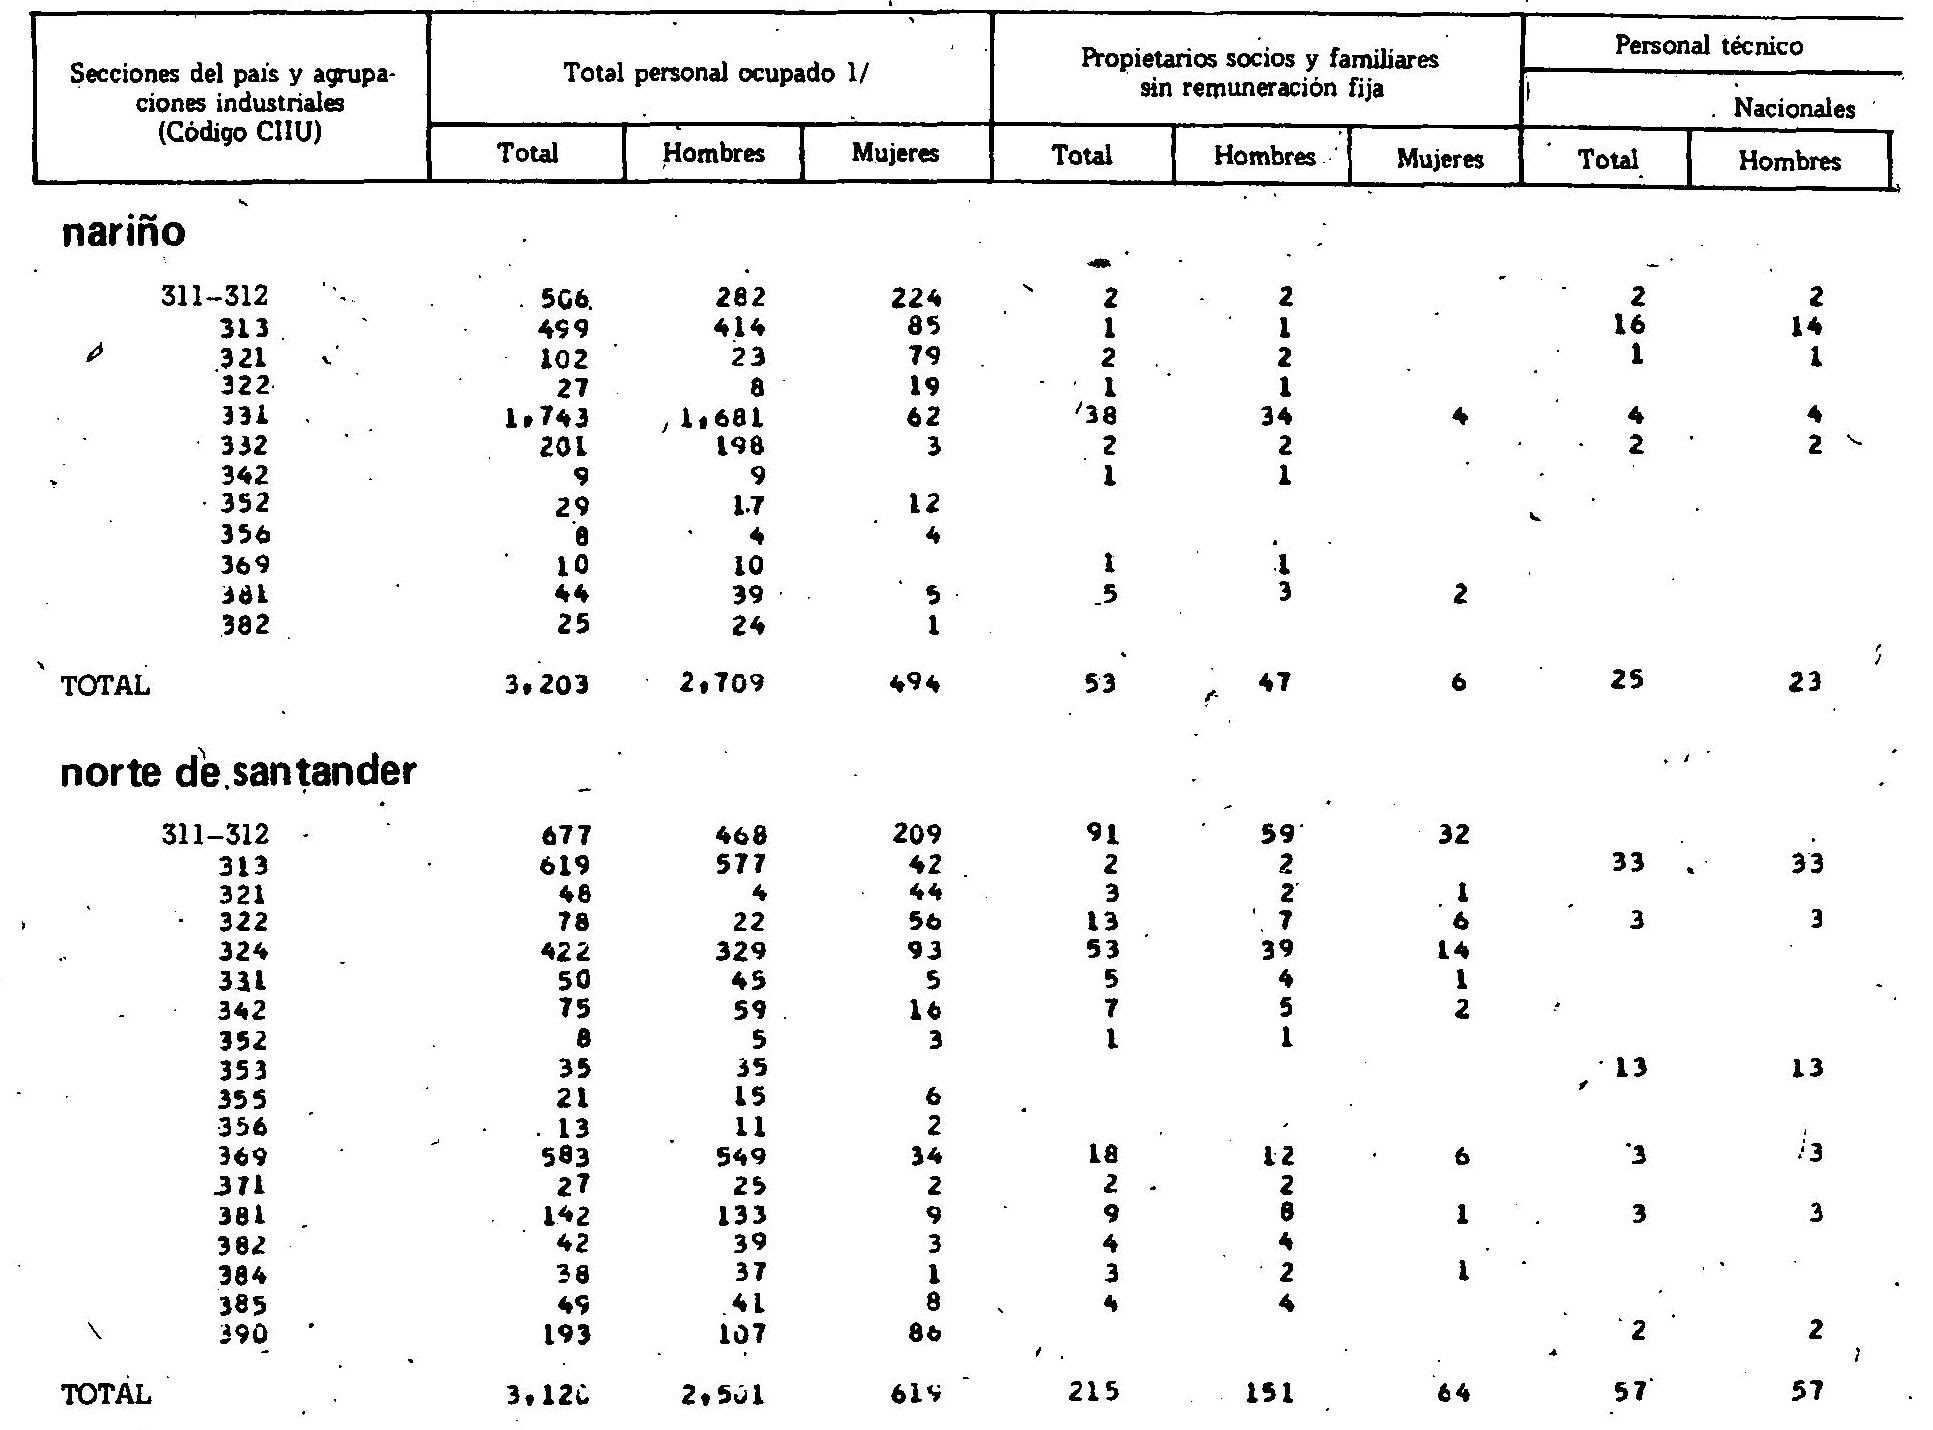 Secciones del país y agrupa-
ciones industriales
(Código CIIU)
Total personal ocupado 1/
Propietarios socios y familiares
sin remuneración fija
Personal técnico
Nacionales
Total Hombres Mujeres Total Hombres Mujeres Total Hombres
nariño
311–312 506 282 224 2 2 2 2
313 499 414 85 1 1 16 14
321 102 23 79 2 2 1 1
322 27 8 19 1 1
331 1,743 1,681 62 38 34 4 4 4
332 201 198 3 2 2 2 2
342 9 9 1 1
352 29 17 12
356 8 4 4
369 10 10 1 1
381 44 39 5 5 3 2
382 25 24 1
TOTAL 3,203 2,709 494 53 47 6 25 23
norte de santander
311–312 677 468 209 91 59 32
313 619 577 42 2 2 33 33
321 48 4 44 3 2 1
322 78 22 56 13 7 6 3 3
324 422 329 93 53 39 14
331 50 45 5 5 4 1
342 75 59 16 7 5 2
352 8 5 3 1 1
353 35 35 13 13
355 21 15 6
356 13 11 2
369 583 549 34 18 12 6 3 3
371 27 25 2 2 2
381 142 133 9 9 8 1 3 3
382 42 39 3 4 4
384 38 37 1 3 2 1
385 49 41 8 4 4
390 193 107 86 2 2
TOTAL 3,120 2,501 619 215 151 64 57 57